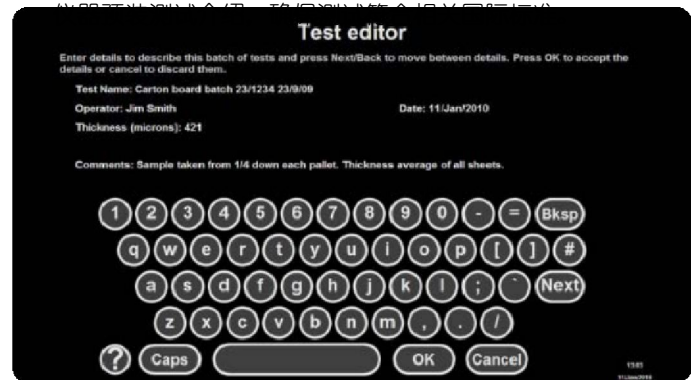 Test editor
Enter details to describe this batch of tests and press Next/Back to move between details. Press OK to accept the
details or cancel to discard them.
Test Name: Carton board batch 23/1234 23/9/09
Operator: Jim Smith Date: 11/Jan/2010
Thickness (microns): 421
Comments: Sample taken from 1/4 down each pallet. Thickness average of all sheets.
1 2 3 4 5 6 7 8 9 0 - = Bksp
q w e r t y u i o p [ ] #
a s d f g h j k l ; ` Next
z x c v b n m , . /
? Caps OK Cancel
11/Jan/2010